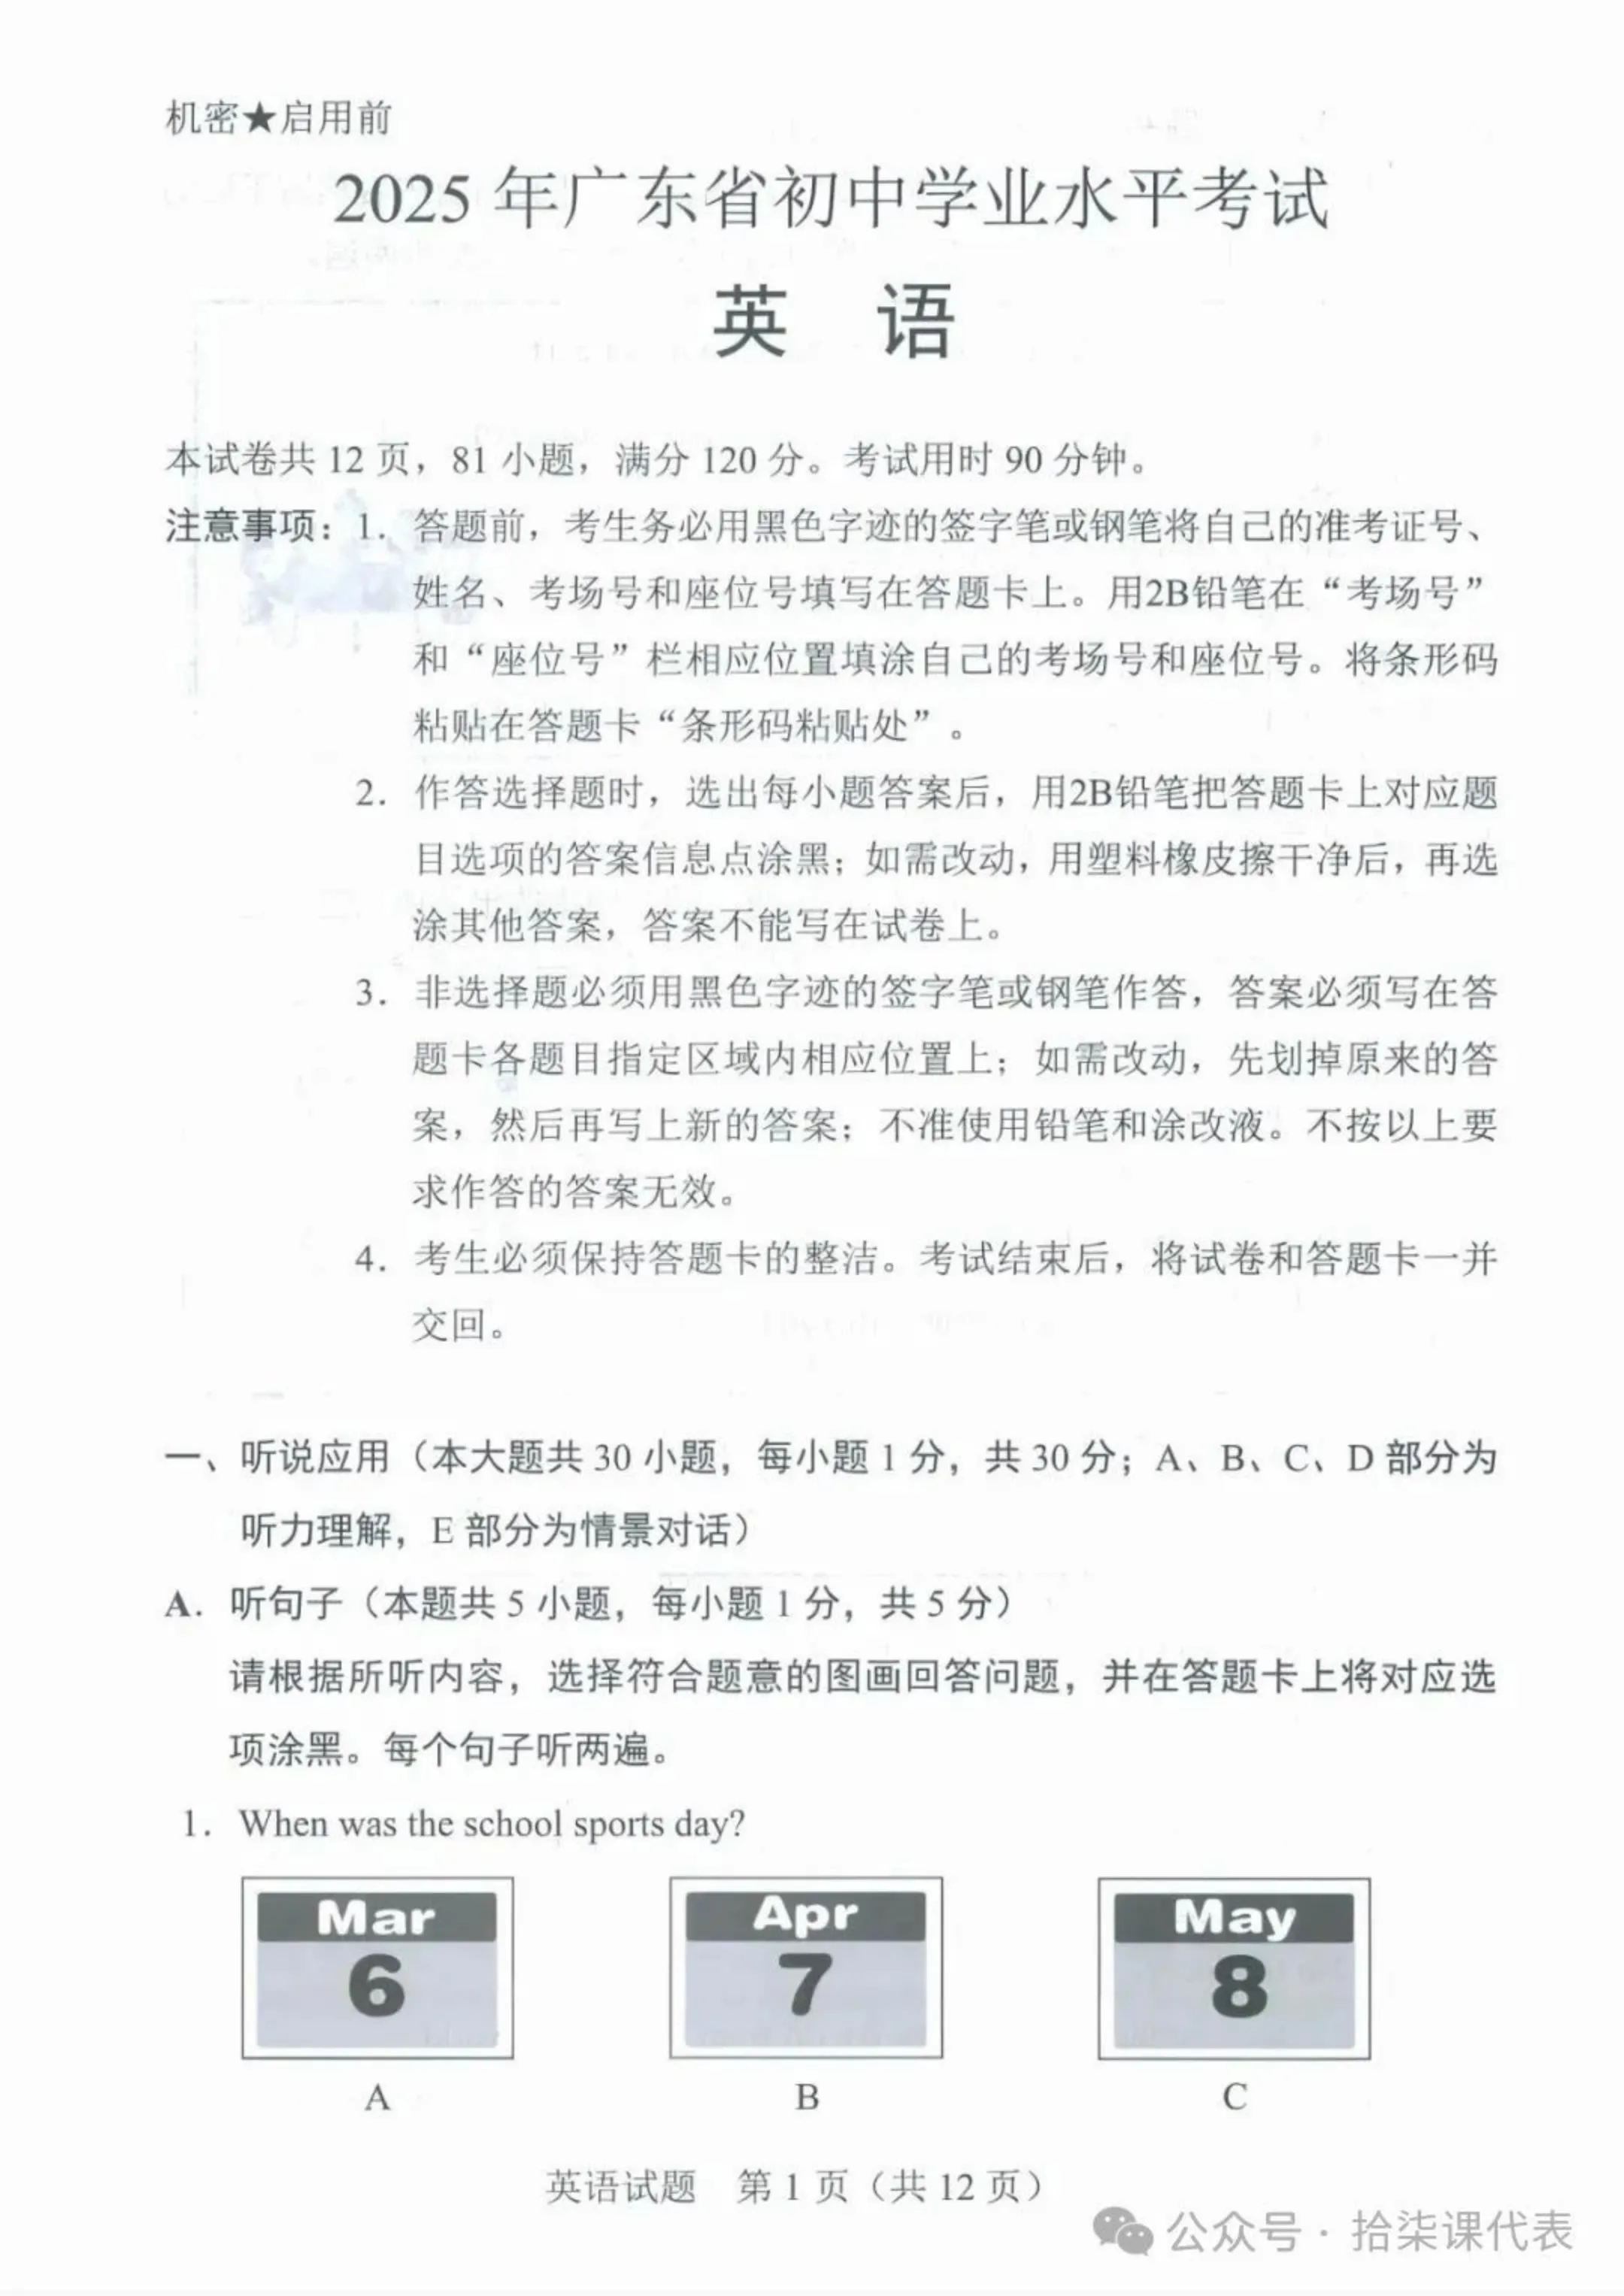 机密★启用前
2025 年广东省初中学业水平考试
英 语
本试卷共 12 页，81 小题，满分 120 分。考试用时 90 分钟。
注意事项：1. 答题前，考生务必用黑色字迹的签字笔或钢笔将自己的准考证号、
姓名、考场号和座位号填写在答题卡上。用2B铅笔在“考场号”
和“座位号”栏相应位置填涂自己的考场号和座位号。将条形码
粘贴在答题卡“条形码粘贴处”。
2. 作答选择题时，选出每小题答案后，用2B铅笔把答题卡上对应题
目选项的答案信息点涂黑；如需改动，用塑料橡皮擦干净后，再选
涂其他答案，答案不能写在试卷上。
3. 非选择题必须用黑色字迹的签字笔或钢笔作答，答案必须写在答
题卡各题目指定区域内相应位置上；如需改动，先划掉原来的答
案，然后再写上新的答案；不准使用铅笔和涂改液。不按以上要
求作答的答案无效。
4. 考生必须保持答题卡的整洁。考试结束后，将试卷和答题卡一并
交回。
一、听说应用（本大题共 30 小题，每小题 1 分，共 30 分；A、B、C、D 部分为
听力理解，E 部分为情景对话）
A. 听句子（本题共 5 小题，每小题 1 分，共 5 分）
请根据所听内容，选择符合题意的图画回答问题，并在答题卡上将对应选
项涂黑。每个句子听两遍。
1. When was the school sports day?
Mar Apr May
6 7 8
A B C
英语试题 第 1 页（共 12 页）
公众号 · 拾柒课代表